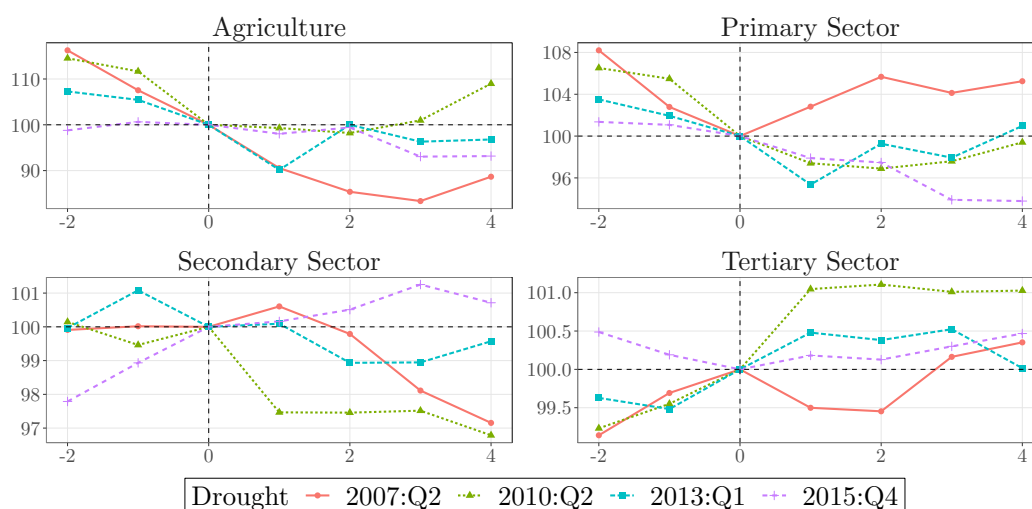 Agriculture
110
100
90
-2 0 2 4
Primary Sector
108
104
100
96
-2 0 2 4
Secondary Sector
101
100
99
98
97
-2 0 2 4
Tertiary Sector
101.0
100.5
100.0
99.5
-2 0 2 4
Drought 2007:Q2 2010:Q2 2013:Q1 2015:Q4